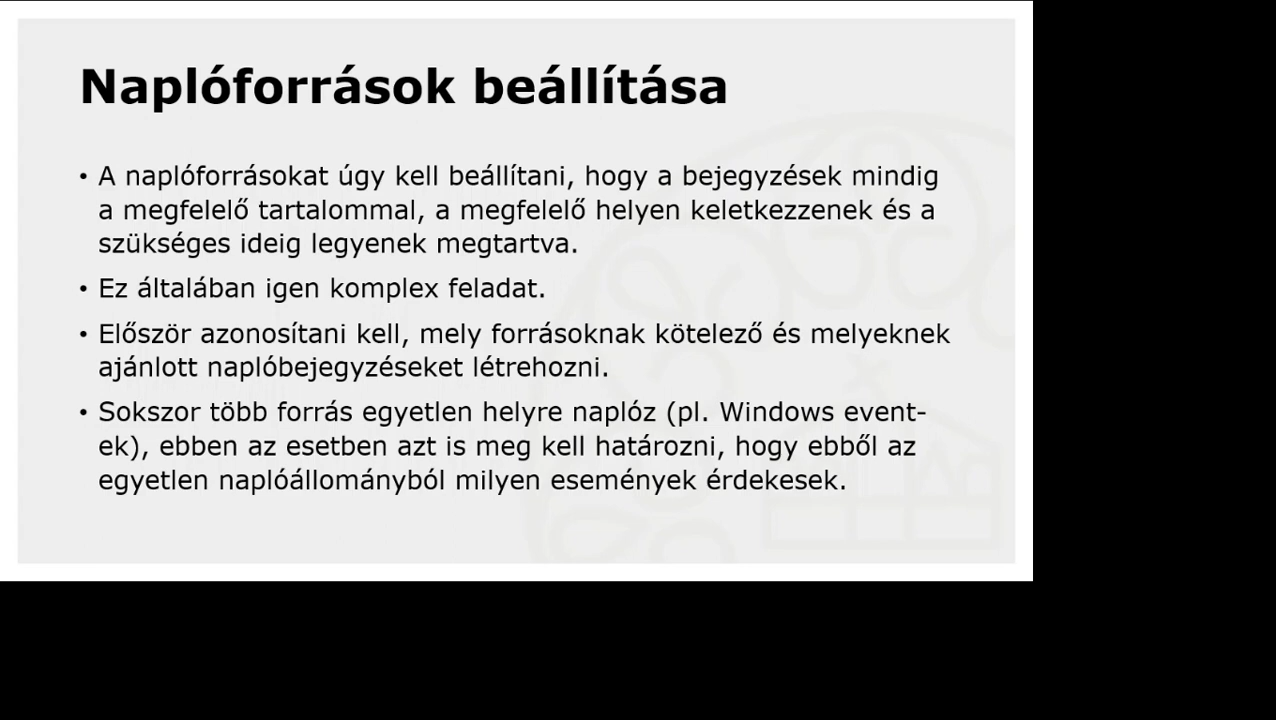 Naplóforrások beállítása
• A naplóforrásokat úgy kell beállítani, hogy a bejegyzések mindig
a megfelelő tartalommal, a megfelelő helyen keletkezzenek és a
szükséges ideig legyenek megtartva.
• Ez általában igen komplex feladat.
• Először azonosítani kell, mely forrásoknak kötelező és melyeknek
ajánlott naplóbejegyzéseket létrehozni.
• Sokszor több forrás egyetlen helyre naplóz (pl. Windows event-
ek), ebben az esetben azt is meg kell határozni, hogy ebből az
egyetlen naplóállományból milyen események érdekesek.